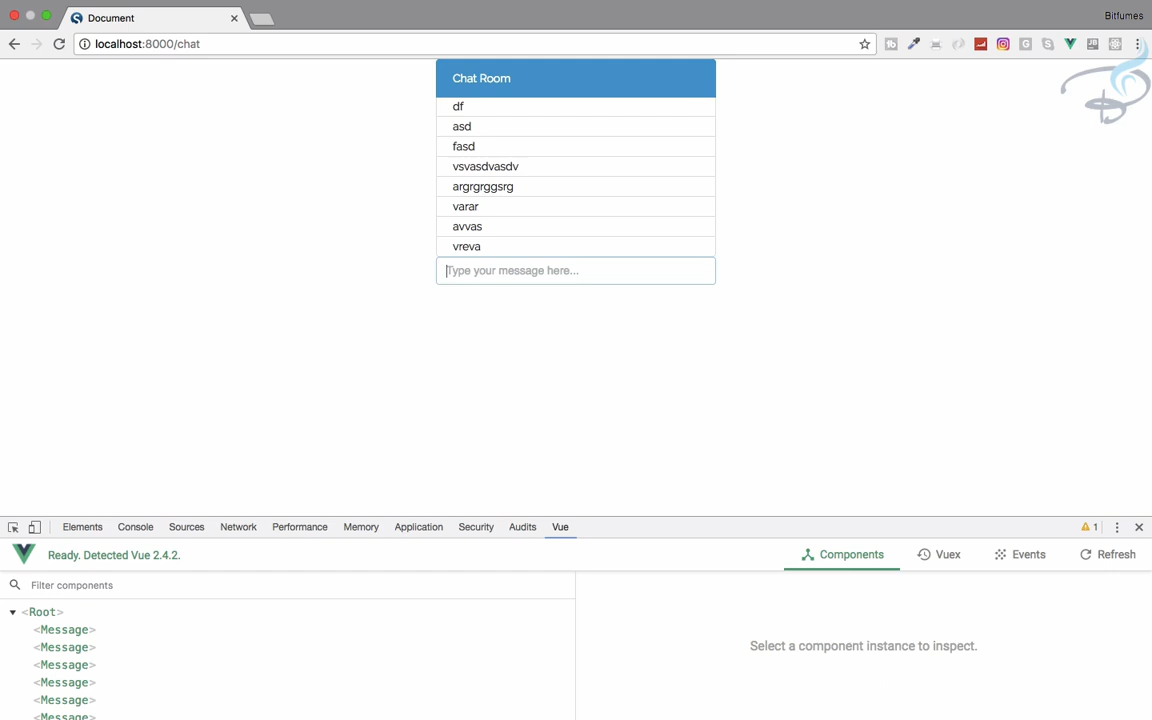 Document
Bitfumes
localhost:8000/chat
Chat Room
df
asd
fasd
vsvasdvasdv
argrgrggsrg
varar
avvas
vreva
Type your message here...
Elements Console Sources Network Performance Memory Application Security Audits Vue 1
Ready. Detected Vue 2.4.2. Components Vuex Events Refresh
Filter components
<Root>
<Message>
<Message>
<Message>
<Message>
<Message>
<Message>
Select a component instance to inspect.